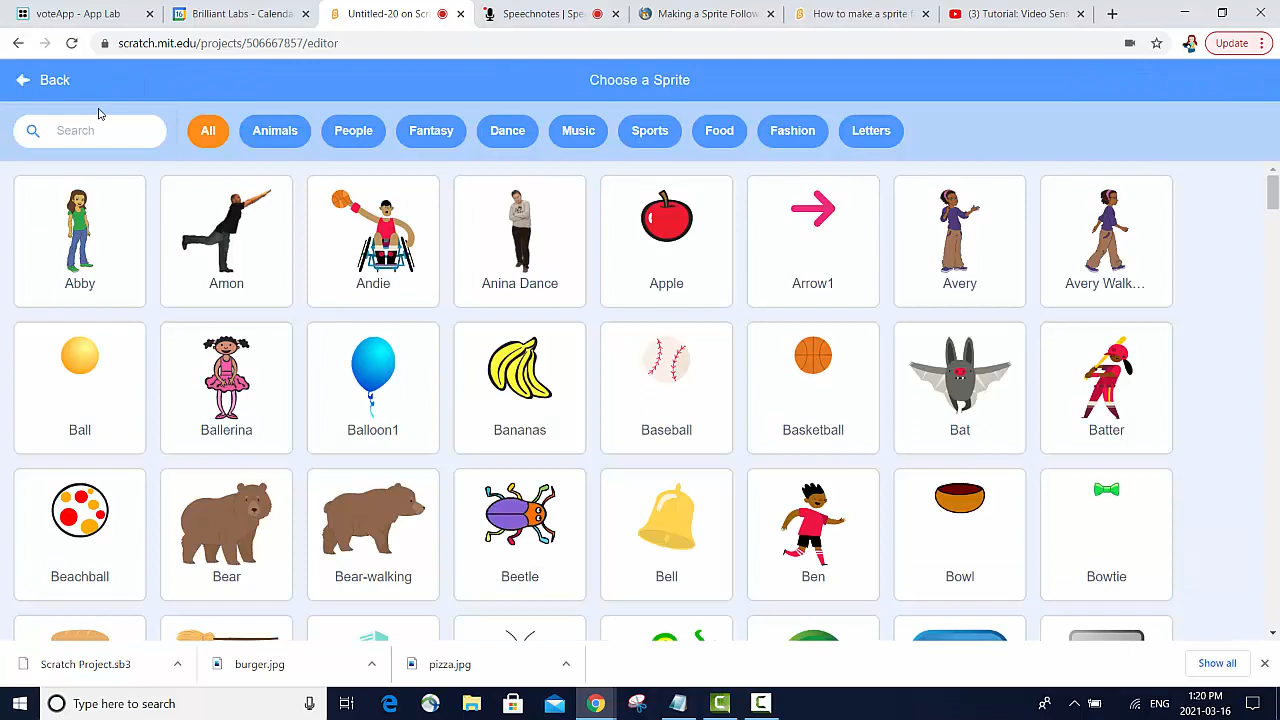 voteApp - App Lab
Brilliant Labs - Calenda
Untitled-20 on Scr
Speechnotes | Spe
Making a Sprite Follow
How to make a sprite f
(3) Tutorial: Video Sens
scratch.mit.edu/projects/506667857/editor
Update
Back
Choose a Sprite
Search
All
Animals
People
Fantasy
Dance
Music
Sports
Food
Fashion
Letters
Abby
Amon
Andie
Anina Dance
Apple
Arrow1
Avery
Avery Walk...
Ball
Ballerina
Balloon1
Bananas
Baseball
Basketball
Bat
Batter
Beachball
Bear
Bear-walking
Beetle
Bell
Ben
Bowl
Bowtie
Scratch Project.sb3
burger.jpg
pizza.jpg
Show all
Type here to search
ENG
1:20 PM
2021-03-16